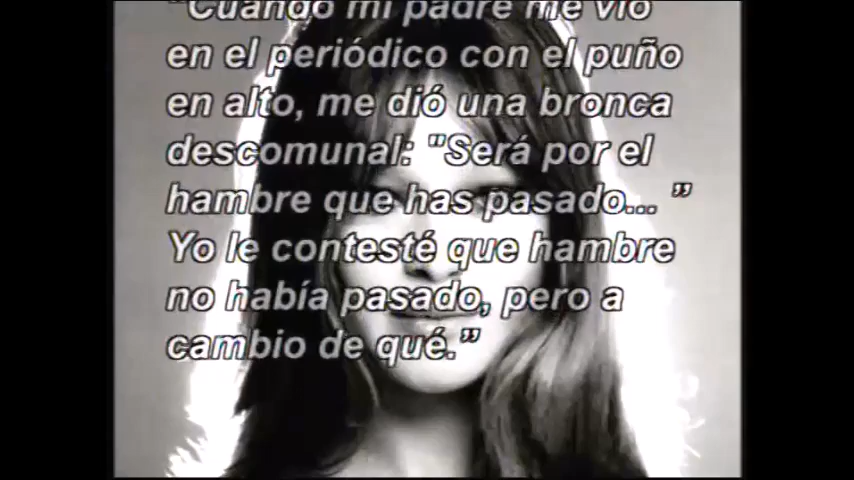 "Cuando mi padre me vió
en el periódico con el puño
en alto, me dió una bronca
descomunal: "Será por el
hambre que has pasado... ”
Yo le contesté que hambre
no había pasado, pero a
cambio de qué.”